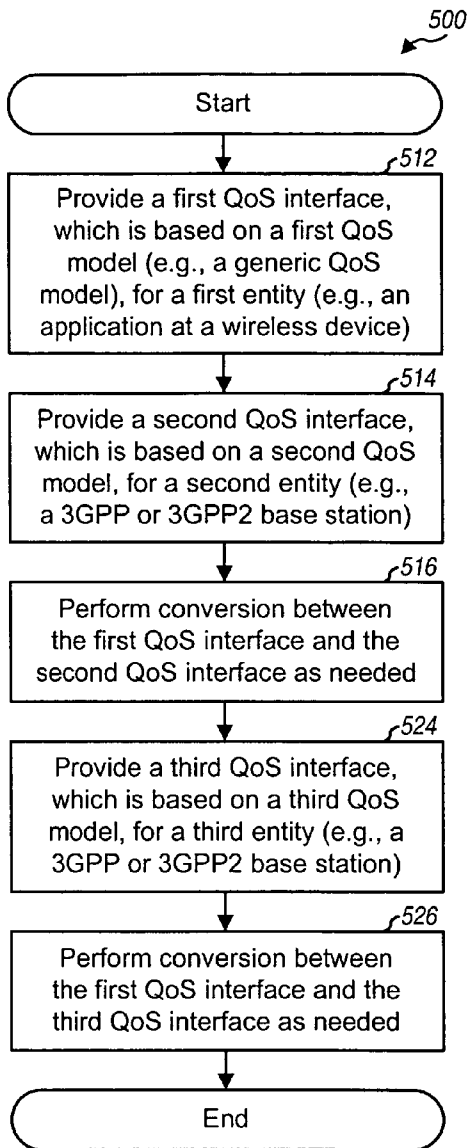 500
Start
512
Provide a first QoS interface,
which is based on a first QoS
model (e.g., a generic QoS
model), for a first entity (e.g., an
application at a wireless device)
514
Provide a second QoS interface,
which is based on a second QoS
model, for a second entity (e.g.,
a 3GPP or 3GPP2 base station)
516
Perform conversion between
the first QoS interface and the
second QoS interface as needed
524
Provide a third QoS interface,
which is based on a third QoS
model, for a third entity (e.g., a
3GPP or 3GPP2 base station)
526
Perform conversion between
the first QoS interface and the
third QoS interface as needed
End